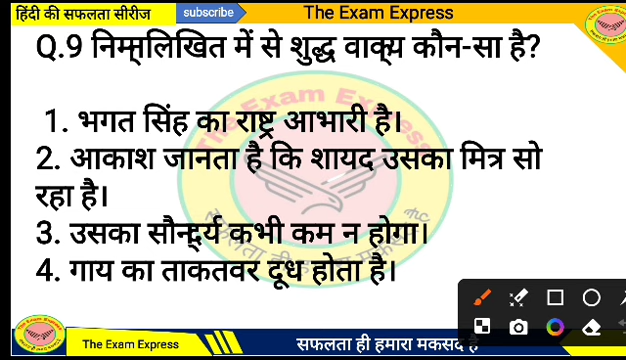 हिंदी की सफलता सीरीज subscribe The Exam Express
Q.9 निम्नलिखित में से शुद्ध वाक्य कौन-सा है?
1. भगत सिंह का राष्ट्र आभारी है।
2. आकाश जानता है कि शायद उसका मित्र सो
रहा है।
3. उसका सौन्दर्य कभी कम न होगा।
4. गाय का ताकतवर दूध होता है।
The Exam Express सफलता ही हमारा मकसद है